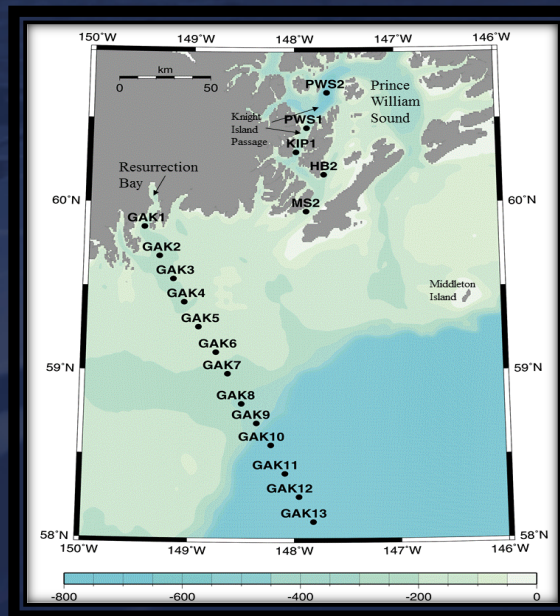 150°W 149°W 148°W 147°W 146°W
km
0 50
PWS2
Prince
William
Sound
Knight
Island
Passage
PWS1
KIP1
HB2
Resurrection
Bay
60°N 60°N
MS2
GAK1
GAK2
GAK3
GAK4
Middleton
Island
GAK5
GAK6
59°N 59°N
GAK7
GAK8
GAK9
GAK10
GAK11
GAK12
GAK13
58°N 58°N
150°W 149°W 148°W 147°W 146°W
-800 -600 -400 -200 0